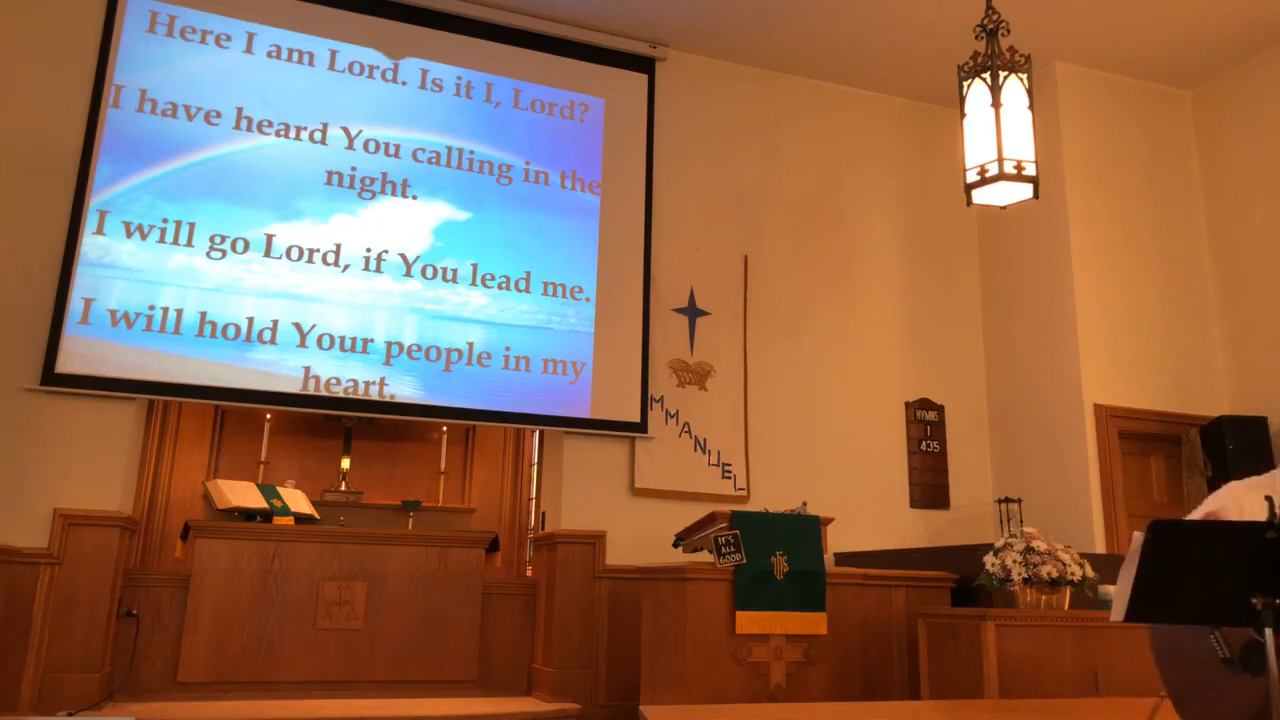 Here I am Lord. Is it I, Lord?
I have heard You calling in the
night.
I will go Lord, if You lead me.
I will hold Your people in my
heart.
MMANUEL
HYMNS
1
435
IT'S
ALL
GOOD
IHS